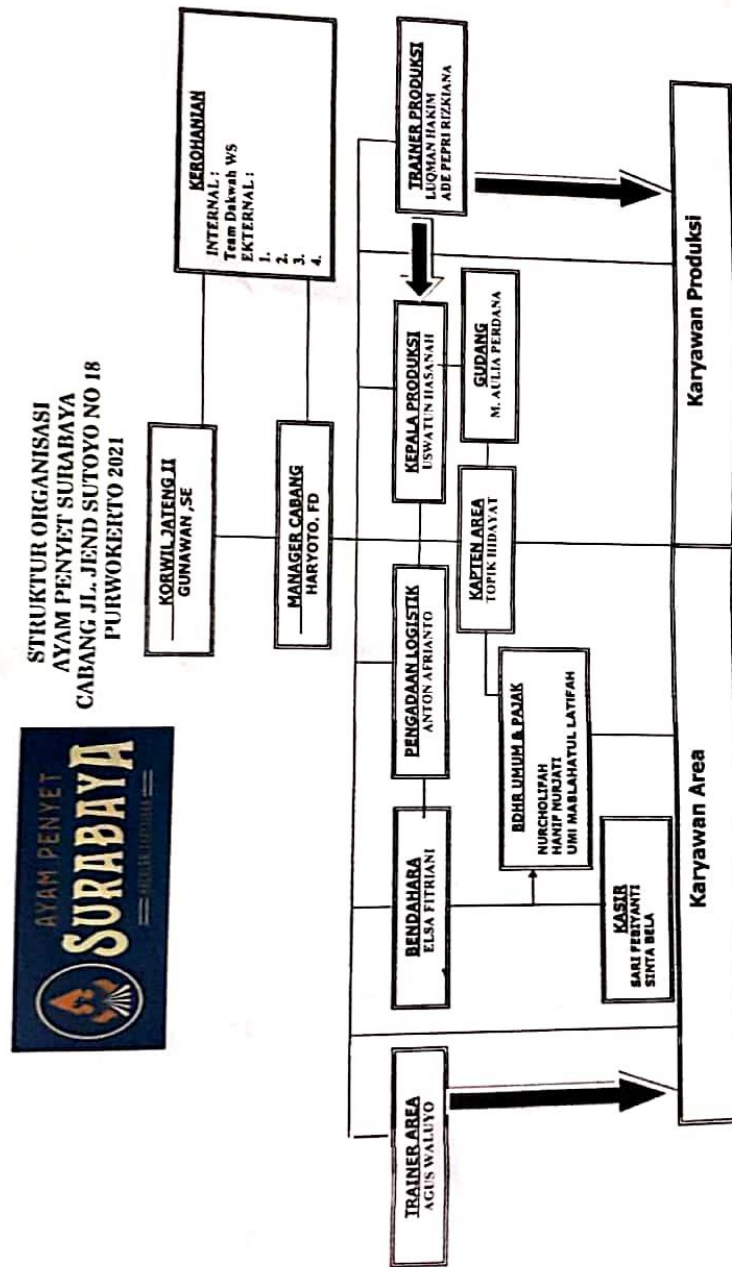 STRUKTUR ORGANISASI
AYAM PENYET SURABAYA
CABANG JL. JEND SUTOYO NO 18
PURWOKERTO 2021
AYAM PENYET
SURABAYA
KORWIL JATENG II
GUNAWAN ,SE
KEROHANIAN
INTERNAL :
Team Dakwah WS
EKTERNAL :
1.
2.
3.
4.
MANAGER CABANG
HARYOTO. FD
TRAINER AREA
AGUS WALUYO
BENDAHARA
ELSA FITRIANI
PENGADAAN LOGISTIK
ANTON AFRIANTO
KEPALA PRODUKSI
USWATUN HASANAH
TRAINER PRODUKSI
LUQMAN HAKIM
ADE PEPRI RIZKIANA
BDHR UMUM & PAJAK
NURCHOLIFAH
HANIF NURJATI
UMI MASLAHATUL LATIFAH
KAPTEN AREA
TOPIK HIDAYAT
GUDANG
M. AULIA PERDANA
KASIR
SARI FEBIYANTI
SINTA BELA
Karyawan Area
Karyawan Produksi